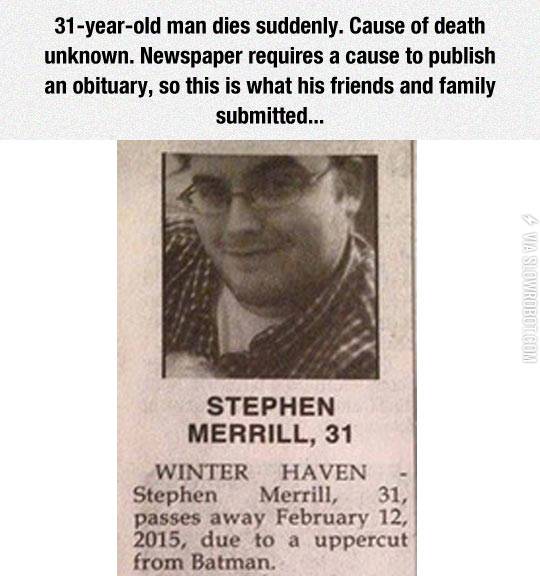 31-year-old man dies suddenly. Cause of death
unknown. Newspaper requires a cause to publish
an obituary, so this is what his friends and family
submitted...
VIA SLOWROBOT.COM
STEPHEN
MERRILL, 31
WINTER HAVEN -
Stephen Merrill, 31,
passes away February 12,
2015, due to a uppercut
from Batman.